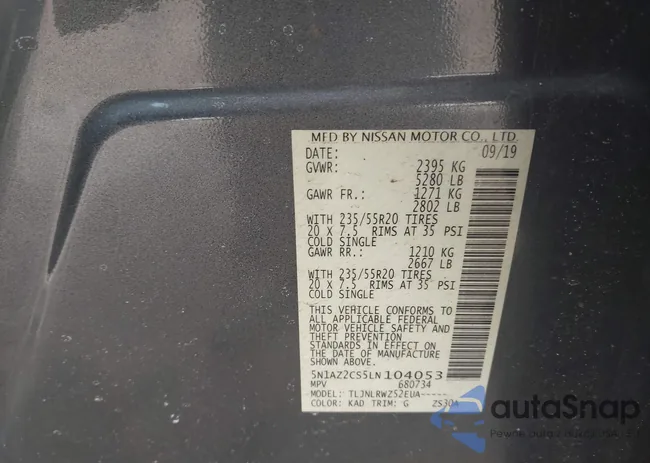 MFD BY NISSAN MOTOR CO., LTD.
DATE: 09/19
GVWR: 2395 KG
5280 LB
GAWR FR.: 1271 KG
2802 LB
WITH 235/55R20 TIRES
20 X 7.5 RIMS AT 35 PSI
COLD SINGLE
GAWR RR.: 1210 KG
2667 LB
WITH 235/55R20 TIRES
20 X 7.5 RIMS AT 35 PSI
COLD SINGLE
THIS VEHICLE CONFORMS TO
ALL APPLICABLE FEDERAL
MOTOR VEHICLE SAFETY AND
THEFT PREVENTION
STANDARDS IN EFFECT ON
THE DATE OF MANUFACTURE
SHOWN ABOVE.
5N1AZ2CS5LN104053
MPV 680734
MODEL: TLJNLRWZ52EUA-----
COLOR: KAD TRIM: G ZS30A
autoSnap